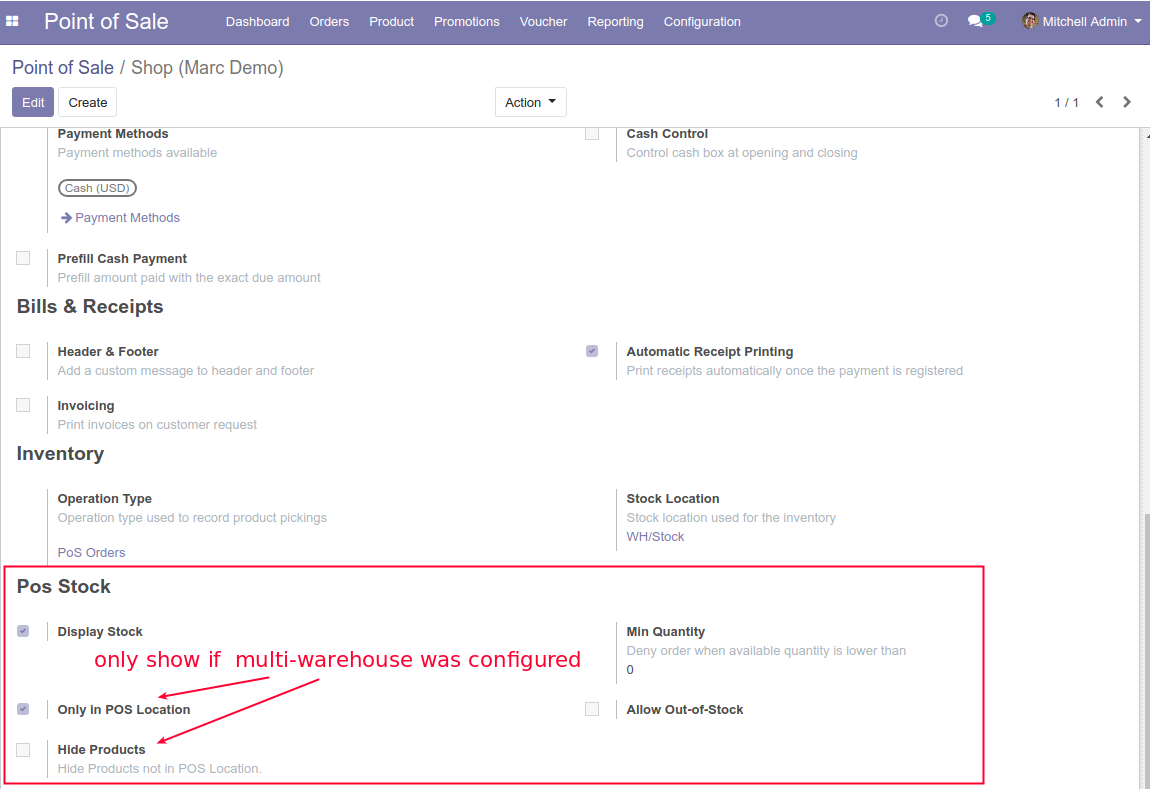 Point of Sale Dashboard Orders Product Promotions Voucher Reporting Configuration 5 Mitchell Admin
Point of Sale / Shop (Marc Demo)
Edit Create Action 1 / 1
Payment Methods
Payment methods available
Cash (USD)
Payment Methods
Cash Control
Control cash box at opening and closing
Prefill Cash Payment
Prefill amount paid with the exact due amount
Bills & Receipts
Header & Footer
Add a custom message to header and footer
Automatic Receipt Printing
Print receipts automatically once the payment is registered
Invoicing
Print invoices on customer request
Inventory
Operation Type
Operation type used to record product pickings
PoS Orders
Stock Location
Stock location used for the inventory
WH/Stock
Pos Stock
Display Stock
Min Quantity
Deny order when available quantity is lower than
0
only show if multi-warehouse was configured
Only in POS Location
Allow Out-of-Stock
Hide Products
Hide Products not in POS Location.